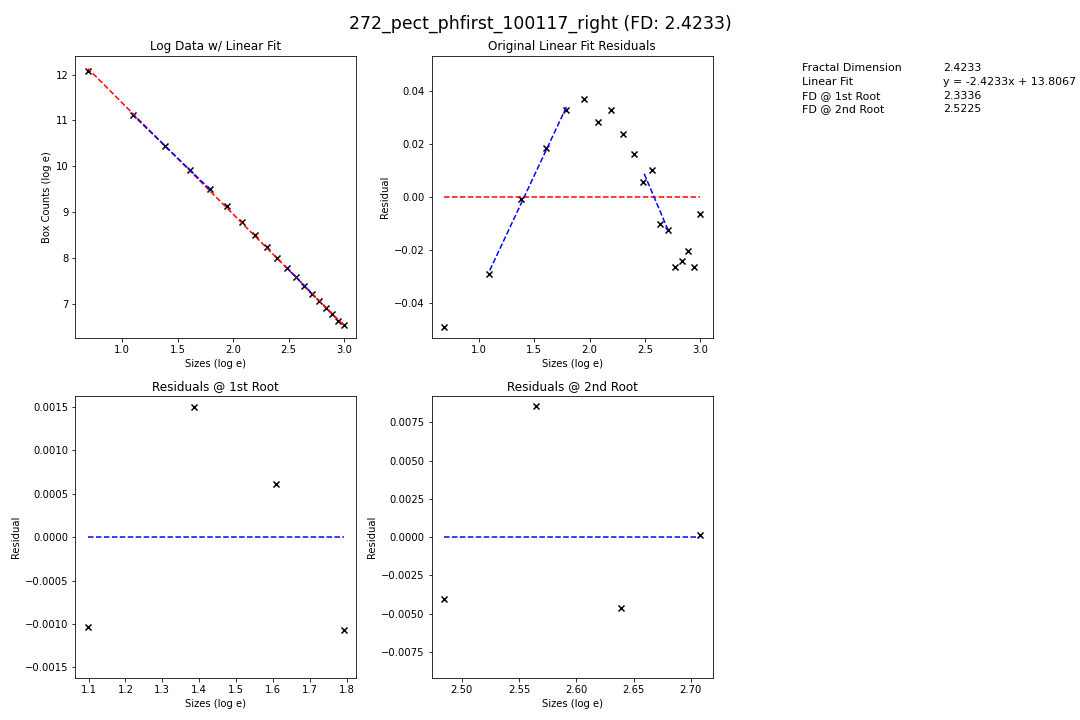 272_pect_phfirst_100117_right (FD: 2.4233)
Log Data w/ Linear Fit
12
11
10
9
8
7
Box Counts (log e)
1.0 1.5 2.0 2.5 3.0
Sizes (log e)
Original Linear Fit Residuals
0.04
0.02
0.00
−0.02
−0.04
Residual
1.0 1.5 2.0 2.5 3.0
Sizes (log e)
Fractal Dimension 2.4233
Linear Fit y = -2.4233x + 13.8067
FD @ 1st Root 2.3336
FD @ 2nd Root 2.5225
Residuals @ 1st Root
0.0015
0.0010
0.0005
0.0000
−0.0005
−0.0010
−0.0015
Residual
1.1 1.2 1.3 1.4 1.5 1.6 1.7 1.8
Sizes (log e)
Residuals @ 2nd Root
0.0075
0.0050
0.0025
0.0000
−0.0025
−0.0050
−0.0075
Residual
2.50 2.55 2.60 2.65 2.70
Sizes (log e)